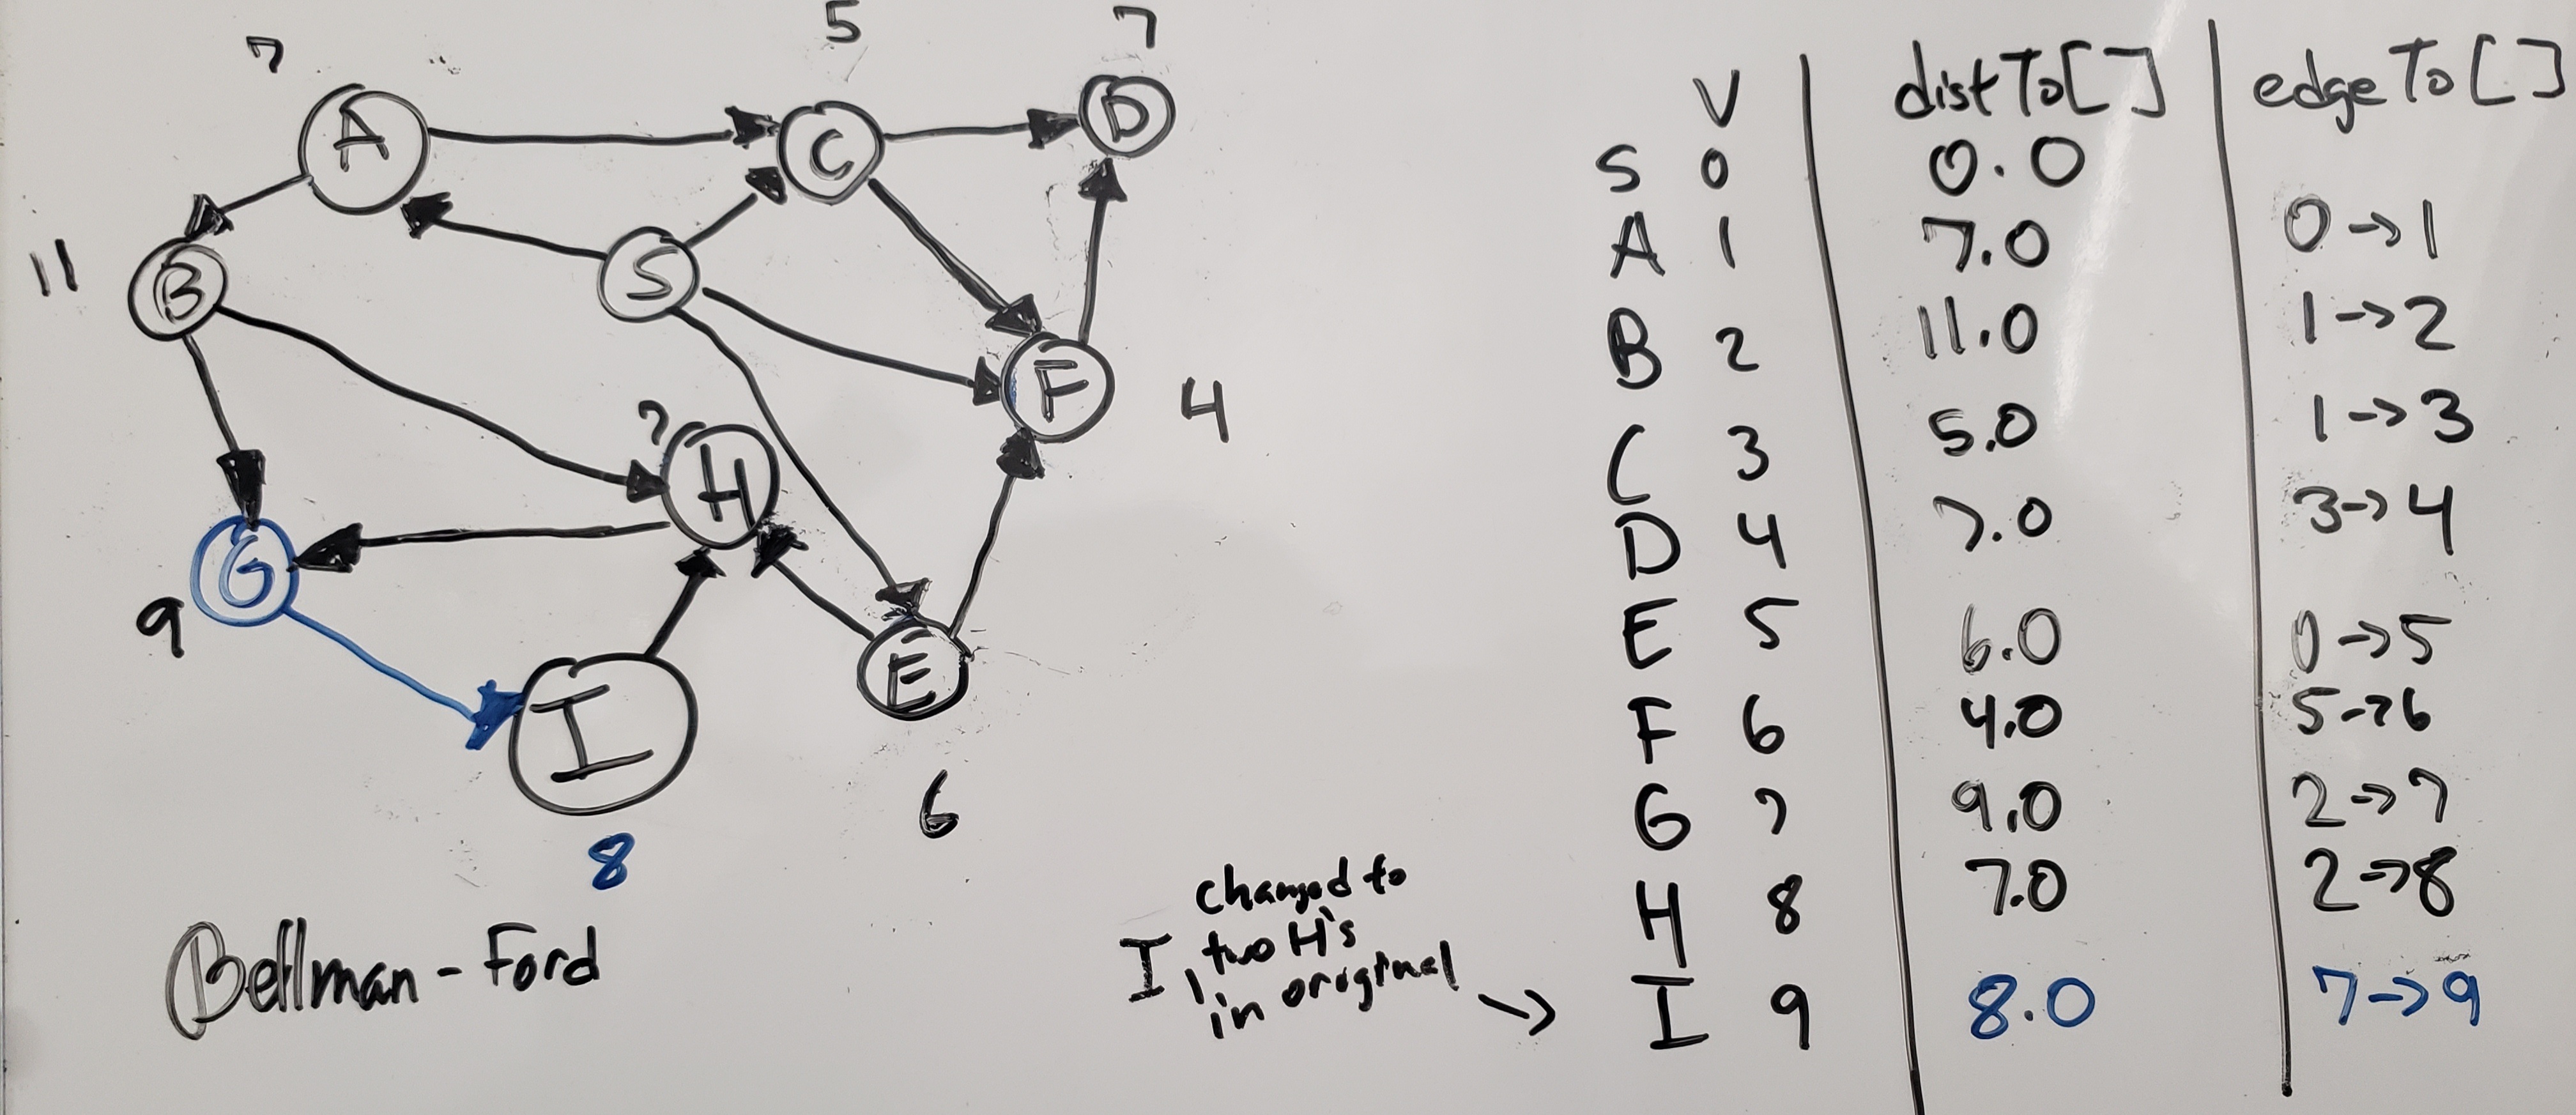 7
5
7
A
C
D
B
11
S
F
4
7
H
G
9
I
E
6
8
Bellman - Ford
changed to
I, two H's
in original
→
V distTo[] edgeTo[]
S 0 0.0
A 1 7.0 0→1
B 2 11.0 1→2
C 3 5.0 1→3
D 4 7.0 3→4
E 5 6.0 0→5
F 6 4.0 5→6
G 7 9.0 2→7
H 8 7.0 2→8
I 9 8.0 7→9